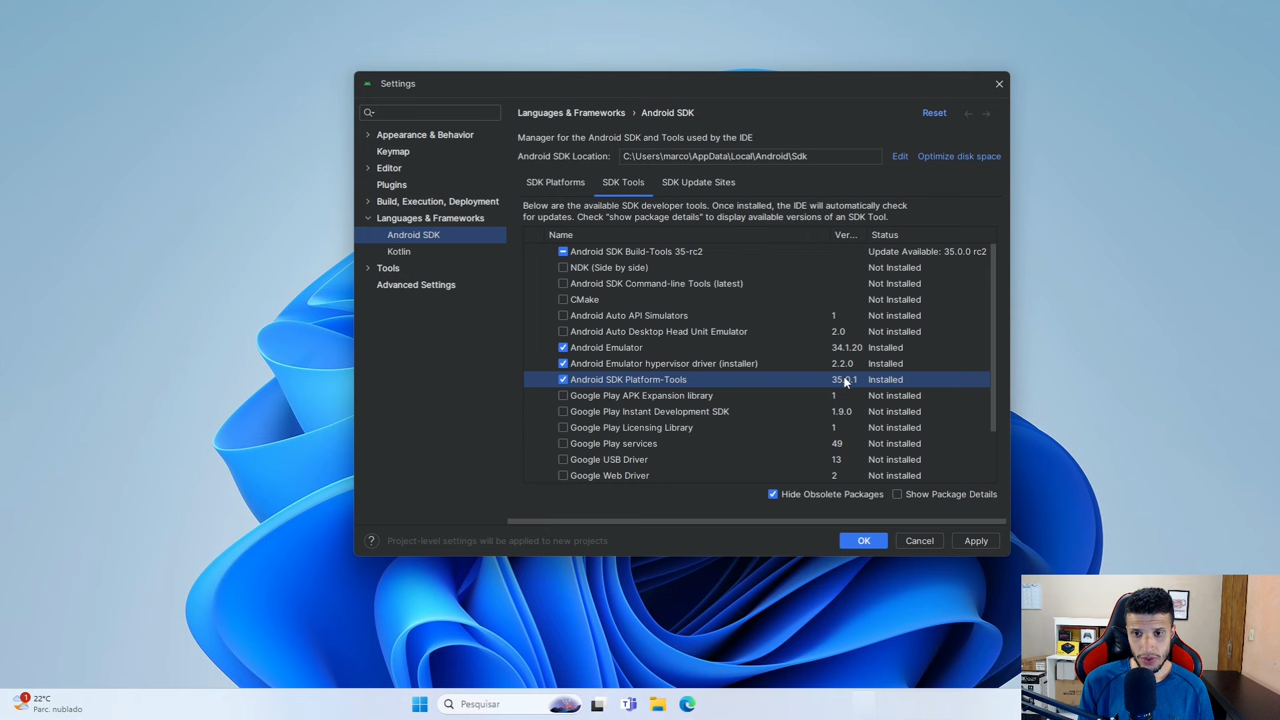 Settings
Languages & Frameworks › Android SDK
Reset
Appearance & Behavior
Keymap
Editor
Plugins
Build, Execution, Deployment
Languages & Frameworks
Android SDK
Kotlin
Tools
Advanced Settings
Manager for the Android SDK and Tools used by the IDE
Android SDK Location: C:\Users\marco\AppData\Local\Android\Sdk Edit Optimize disk space
SDK Platforms SDK Tools SDK Update Sites
Below are the available SDK developer tools. Once installed, the IDE will automatically check
for updates. Check "show package details" to display available versions of an SDK Tool.
Name Ver... Status
Android SDK Build-Tools 35-rc2 Update Available: 35.0.0 rc2
NDK (Side by side) Not Installed
Android SDK Command-line Tools (latest) Not Installed
CMake Not Installed
Android Auto API Simulators 1 Not installed
Android Auto Desktop Head Unit Emulator 2.0 Not installed
Android Emulator 34.1.20 Installed
Android Emulator hypervisor driver (installer) 2.2.0 Installed
Android SDK Platform-Tools 35.0.1 Installed
Google Play APK Expansion library 1 Not installed
Google Play Instant Development SDK 1.9.0 Not installed
Google Play Licensing Library 1 Not installed
Google Play services 49 Not installed
Google USB Driver 13 Not installed
Google Web Driver 2 Not installed
Hide Obsolete Packages Show Package Details
? Project-level settings will be applied to new projects
OK Cancel Apply
1
22°C
Parc. nublado
Pesquisar